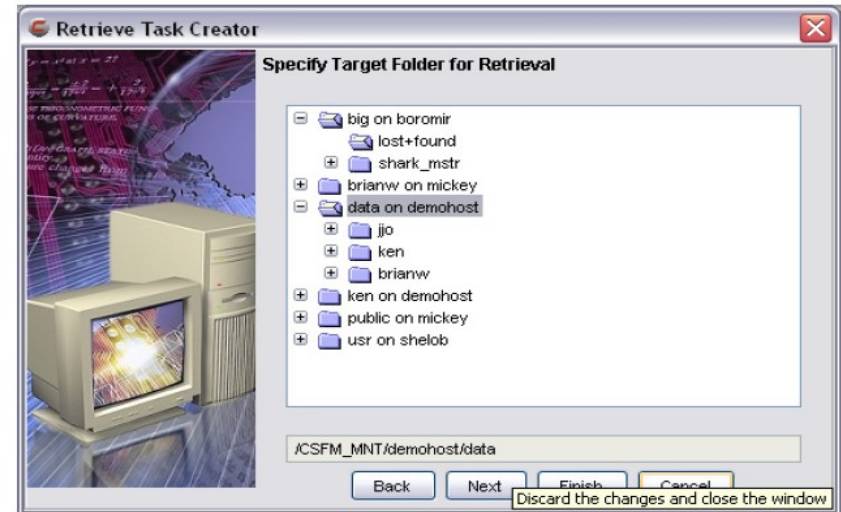 Retrieve Task Creator
Specify Target Folder for Retrieval
big on boromir
lost+found
shark_mstr
brianw on mickey
data on demohost
jjo
ken
brianw
ken on demohost
public on mickey
usr on shelob
/CSFM_MNT/demohost/data
Back Next Finish Cancel
Discard the changes and close the window